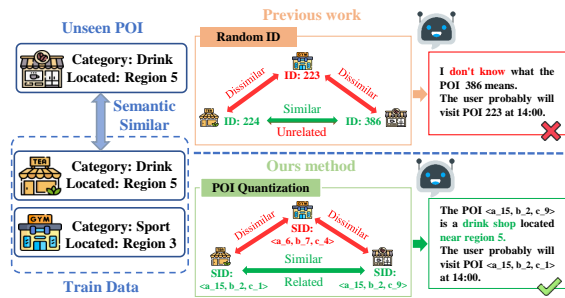 Unseen POI
Category: Drink
Located: Region 5
Semantic
Similar
TEA
Category: Drink
Located: Region 5
GYM
Category: Sport
Located: Region 3
Train Data
Previous work
Random ID
GYM
ID: 223
Dissimilar
Dissimilar
Similar
ID: 224
ID: 386
Unrelated
I don't know what the
POI 386 means.
The user probably will
visit POI 223 at 14:00.
Ours method
POI Quantization
GYM
SID:
<a_6, b_7, c_4>
Dissimilar
Dissimilar
SID:
<a_15, b_2, c_1>
Similar
Related
SID:
<a_15, b_2, c_9>
The POI <a_15, b_2, c_9>
is a drink shop located
near region 5.
The user probably will
visit POI <a_15, b_2, c_1>
at 14:00.